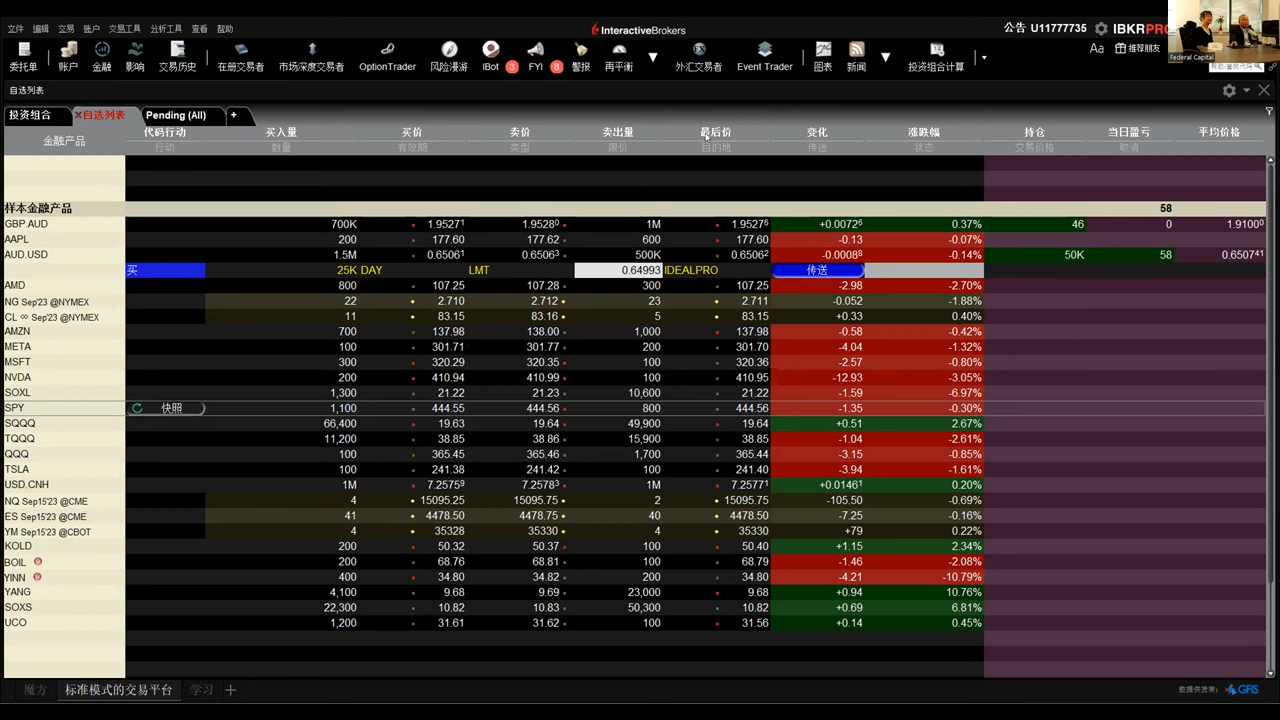 文件 编辑 交易 账户 交易工具 分析工具 查看 帮助 InteractiveBrokers 公告 U11777735 IBKRPRO
Aa 推荐朋友
Federal Capital
委托单 账户 金融 影响 交易历史 在册交易者 市场深度交易者 OptionTrader 风险漫游 IBot 3 FYI 8 警报 再平衡 外汇交易者 Event Trader 图表 新闻 投资组合计算
自选列表
投资组合 ×自选列表 Pending (All) +
金融产品 代码行动 买入量 买价 卖价 卖出量 最后价 变化 涨跌幅 持仓 当日盈亏 平均价格
行动 数量 有效期 类型 限价 目的地 传送 状态 交易价格 取消
样本金融产品 58
GBP.AUD 700K 1.9527¹ 1.9528⁰ 1M 1.9527⁶ +0.0072⁶ 0.37% 46 0 1.9100⁰
AAPL 200 177.60 177.62 600 177.60 -0.13 -0.07%
AUD.USD 1.5M 0.6506¹ 0.6506³ 500K 0.6506² -0.0008⁸ -0.14% 50K 58 0.6507⁴¹
买 25K DAY LMT 0.64993 IDEALPRO 传送
AMD 800 107.25 107.28 300 107.25 -2.98 -2.70%
NG Sep'23 @NYMEX 22 2.710 2.712 23 2.711 -0.052 -1.88%
CL ∞ Sep'23 @NYMEX 11 83.15 83.16 5 83.15 +0.33 0.40%
AMZN 700 137.98 138.00 1,000 137.98 -0.58 -0.42%
META 100 301.71 301.77 200 301.70 -4.04 -1.32%
MSFT 300 320.29 320.35 100 320.36 -2.57 -0.80%
NVDA 200 410.94 410.99 100 410.95 -12.93 -3.05%
SOXL 1,300 21.22 21.23 10,600 21.22 -1.59 -6.97%
SPY 快照 1,100 444.55 444.56 800 444.56 -1.35 -0.30%
SQQQ 66,400 19.63 19.64 49,900 19.64 +0.51 2.67%
TQQQ 11,200 38.85 38.86 15,900 38.85 -1.04 -2.61%
QQQ 100 365.45 365.46 1,700 365.44 -3.15 -0.85%
TSLA 100 241.38 241.42 100 241.40 -3.94 -1.61%
USD.CNH 1M 7.2575⁹ 7.2578³ 1M 7.2577¹ +0.0146¹ 0.20%
NQ Sep15'23 @CME 4 15095.25 15095.75 2 15095.75 -105.50 -0.69%
ES Sep15'23 @CME 41 4478.50 4478.75 40 4478.50 -7.25 -0.16%
YM Sep15'23 @CBOT 4 35328 35330 4 35330 +79 0.22%
KOLD 200 50.32 50.37 100 50.40 +1.15 2.34%
BOIL 200 68.76 68.81 100 68.79 -1.46 -2.08%
YINN 400 34.80 34.82 200 34.80 -4.21 -10.79%
YANG 4,100 9.68 9.69 23,000 9.68 +0.94 10.76%
SOXS 22,300 10.82 10.83 50,300 10.82 +0.69 6.81%
UCO 1,200 31.61 31.62 100 31.56 +0.14 0.45%
魔方 标准模式的交易平台 学习 + GFIS